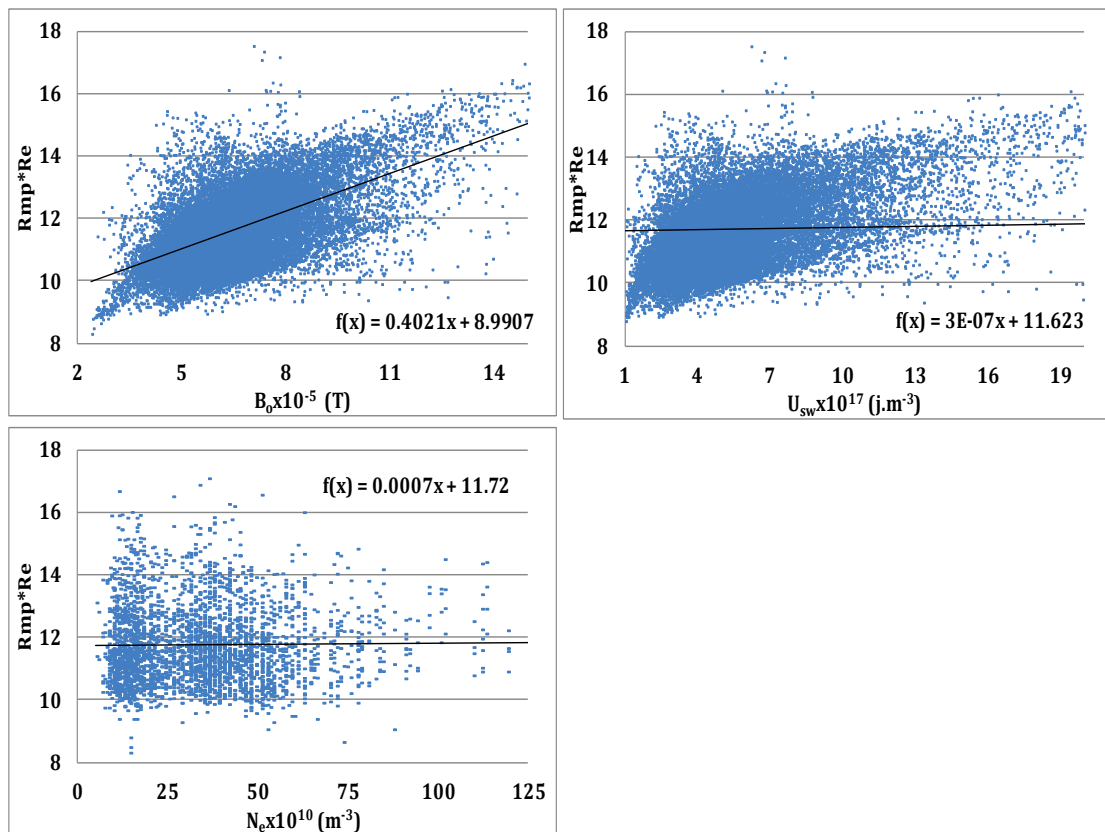 18
16
14
12
10
8
Rmp*Re
f(x) = 0.4021x + 8.9907
2 5 8 11 14
Bₒx10⁻⁵ (T)
18
16
14
12
10
8
Rmp*Re
f(x) = 3E-07x + 11.623
1 4 7 10 13 16 19
Uₛwx10¹⁷ (j.m⁻³)
18
16
14
12
10
8
Rmp*Re
f(x) = 0.0007x + 11.72
0 25 50 75 100 125
Nₑx10¹⁰ (m⁻³)